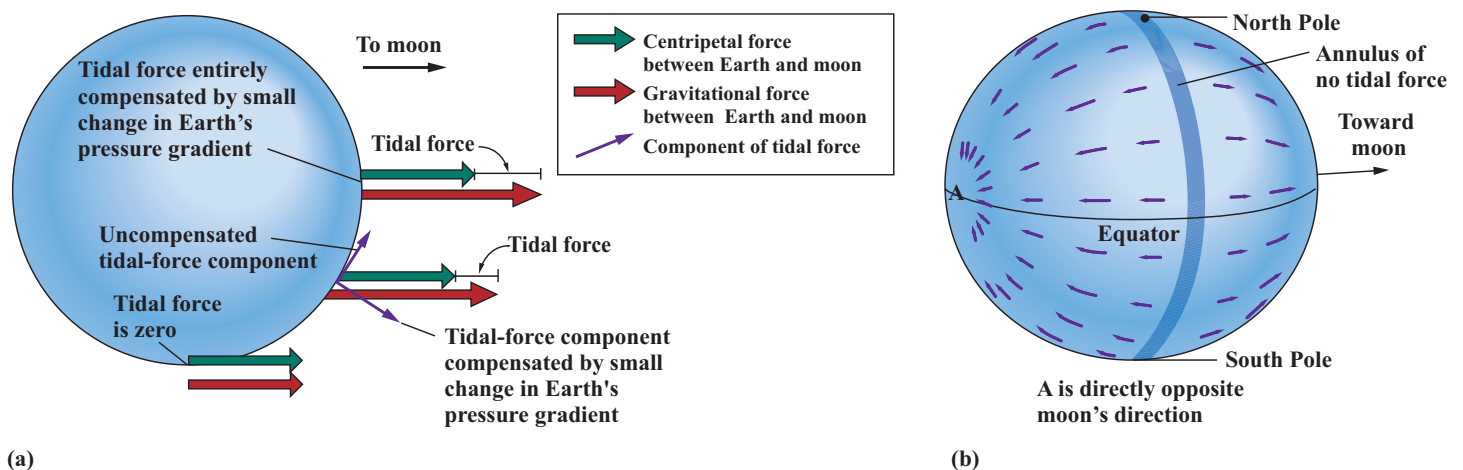 To moon
Tidal force entirely
compensated by small
change in Earth's
pressure gradient
Tidal force
Uncompensated
tidal-force component
Tidal force
Tidal force
is zero
Tidal-force component
compensated by small
change in Earth's
pressure gradient
Centripetal force
between Earth and moon
Gravitational force
between Earth and moon
Component of tidal force
(a)
North Pole
Annulus of
no tidal force
Toward
moon
A
Equator
South Pole
A is directly opposite
moon's direction
(b)